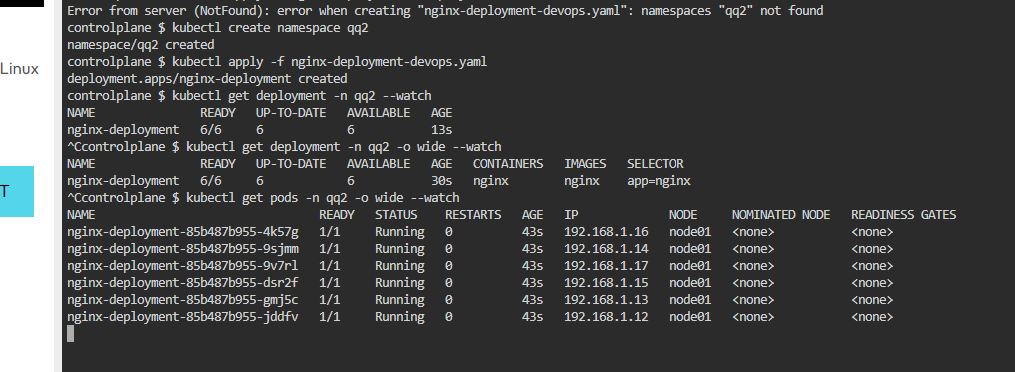 Error from server (NotFound): error when creating "nginx-deployment-devops.yaml": namespaces "qq2" not found
controlplane $ kubectl create namespace qq2
namespace/qq2 created
controlplane $ kubectl apply -f nginx-deployment-devops.yaml
deployment.apps/nginx-deployment created
controlplane $ kubectl get deployment -n qq2 --watch
NAME READY UP-TO-DATE AVAILABLE AGE
nginx-deployment 6/6 6 6 13s
^Ccontrolplane $ kubectl get deployment -n qq2 -o wide --watch
NAME READY UP-TO-DATE AVAILABLE AGE CONTAINERS IMAGES SELECTOR
nginx-deployment 6/6 6 6 30s nginx nginx app=nginx
^Ccontrolplane $ kubectl get pods -n qq2 -o wide --watch
NAME READY STATUS RESTARTS AGE IP NODE NOMINATED NODE READINESS GATES
nginx-deployment-85b487b955-4k57g 1/1 Running 0 43s 192.168.1.16 node01 <none> <none>
nginx-deployment-85b487b955-9sjmm 1/1 Running 0 43s 192.168.1.14 node01 <none> <none>
nginx-deployment-85b487b955-9v7rl 1/1 Running 0 43s 192.168.1.17 node01 <none> <none>
nginx-deployment-85b487b955-dsr2f 1/1 Running 0 43s 192.168.1.15 node01 <none> <none>
nginx-deployment-85b487b955-gmj5c 1/1 Running 0 43s 192.168.1.13 node01 <none> <none>
nginx-deployment-85b487b955-jddfv 1/1 Running 0 43s 192.168.1.12 node01 <none> <none>
Linux
T